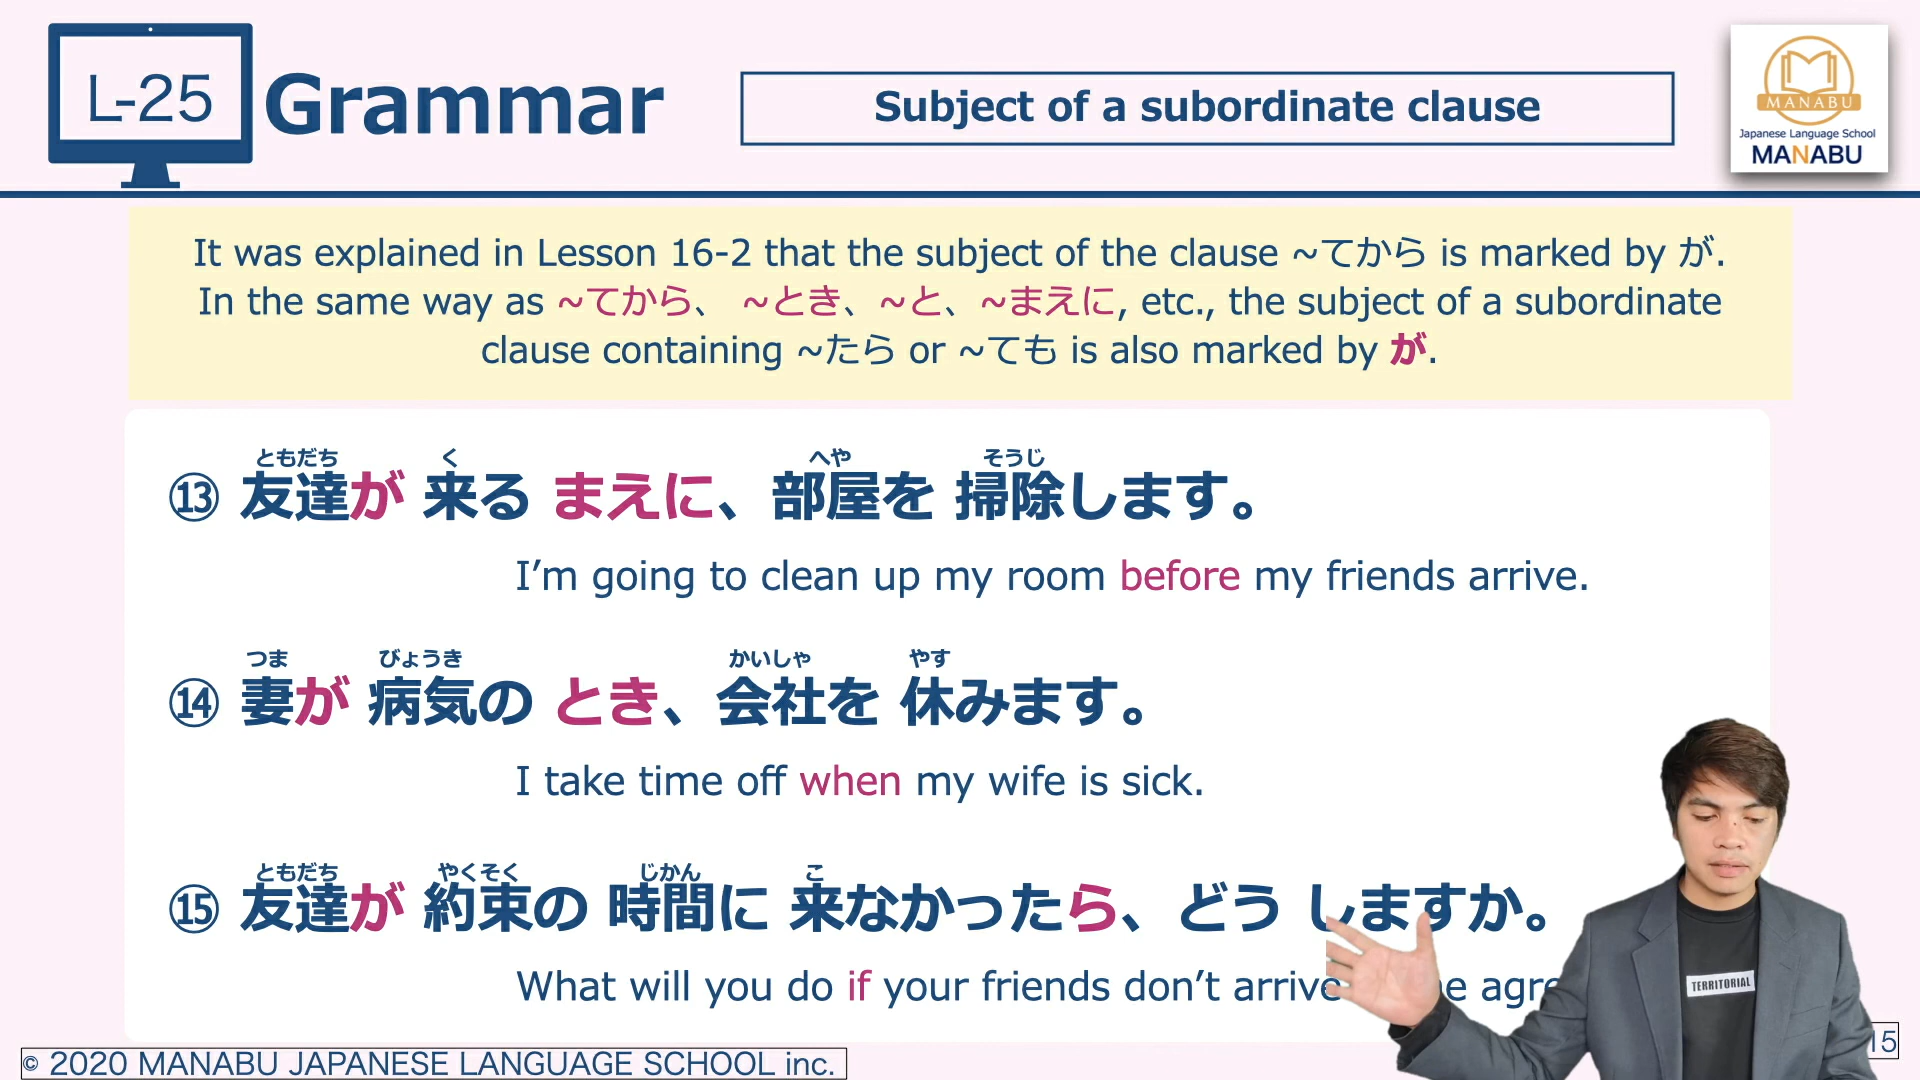 L-25
Grammar
Subject of a subordinate clause
MANABU
Japanese Language School
MANABU
It was explained in Lesson 16-2 that the subject of the clause ~てから is marked by が.
In the same way as ~てから、 ~とき、~と、~まえに, etc., the subject of a subordinate
clause containing ~たら or ~ても is also marked by が.
ともだち く へや そうじ
⑬ 友達が 来る まえに、部屋を 掃除します。
I’m going to clean up my room before my friends arrive.
つま びょうき かいしゃ やす
⑭ 妻が 病気の とき、会社を 休みます。
I take time off when my wife is sick.
ともだち やくそく じかん こ
⑮ 友達が 約束の 時間に 来なかったら、どう しますか。
What will you do if your friends don’t arrive
TERRITORIAL
© 2020 MANABU JAPANESE LANGUAGE SCHOOL inc.
15